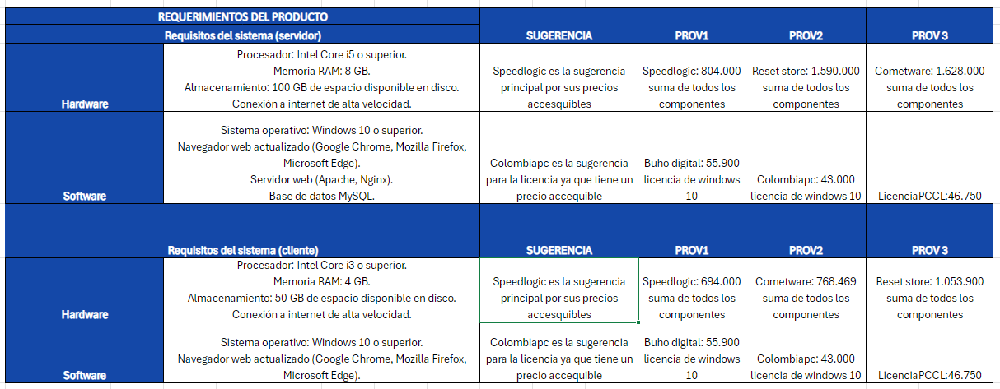 REQUERIMIENTOS DEL PRODUCTO
Requisitos del sistema (servidor)
SUGERENCIA
PROV1
PROV2
PROV 3
Hardware
Procesador: Intel Core i5 o superior.
Memoria RAM: 8 GB.
Almacenamiento: 100 GB de espacio disponible en disco.
Conexión a internet de alta velocidad.
Speedlogic es la sugerencia
principal por sus precios
accesquibles
Speedlogic: 804.000
suma de todos los
componentes
Reset store: 1.590.000
suma de todos los
componentes
Cometware: 1.628.000
suma de todos los
componentes
Software
Sistema operativo: Windows 10 o superior.
Navegador web actualizado (Google Chrome, Mozilla Firefox,
Microsoft Edge).
Servidor web (Apache, Nginx).
Base de datos MySQL.
Colombiapc es la sugerencia
para la licencia ya que tiene un
precio accequible
Buho digital: 55.900
licencia de windows
10
Colombiapc: 43.000
licencia de windows 10
LicenciaPCCL:46.750
Requisitos del sistema (cliente)
SUGERENCIA
PROV1
PROV2
PROV 3
Hardware
Procesador: Intel Core i3 o superior.
Memoria RAM: 4 GB.
Almacenamiento: 50 GB de espacio disponible en disco.
Conexión a internet de alta velocidad.
Speedlogic es la sugerencia
principal por sus precios
accesquibles
Speedlogic: 694.000
suma de todos los
componentes
Cometware: 768.469
suma de todos los
componentes
Reset store: 1.053.900
suma de todos los
componentes
Software
Sistema operativo: Windows 10 o superior.
Navegador web actualizado (Google Chrome, Mozilla Firefox,
Microsoft Edge).
Colombiapc es la sugerencia
para la licencia ya que tiene un
precio accequible
Buho digital: 55.900
licencia de windows
10
Colombiapc: 43.000
licencia de windows 10
LicenciaPCCL:46.750